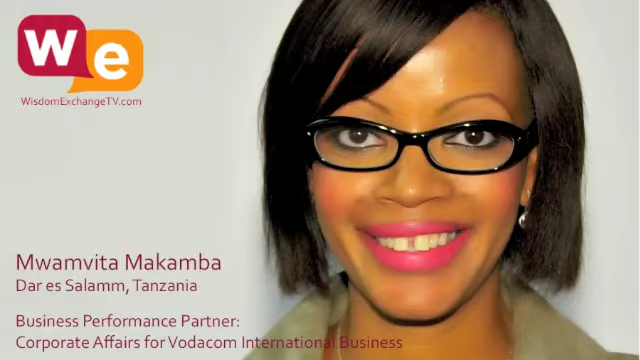 We
WisdomExchangeTV.com
Mwamvita Makamba
Dar es Salamm, Tanzania
Business Performance Partner:
Corporate Affairs for Vodacom International Business